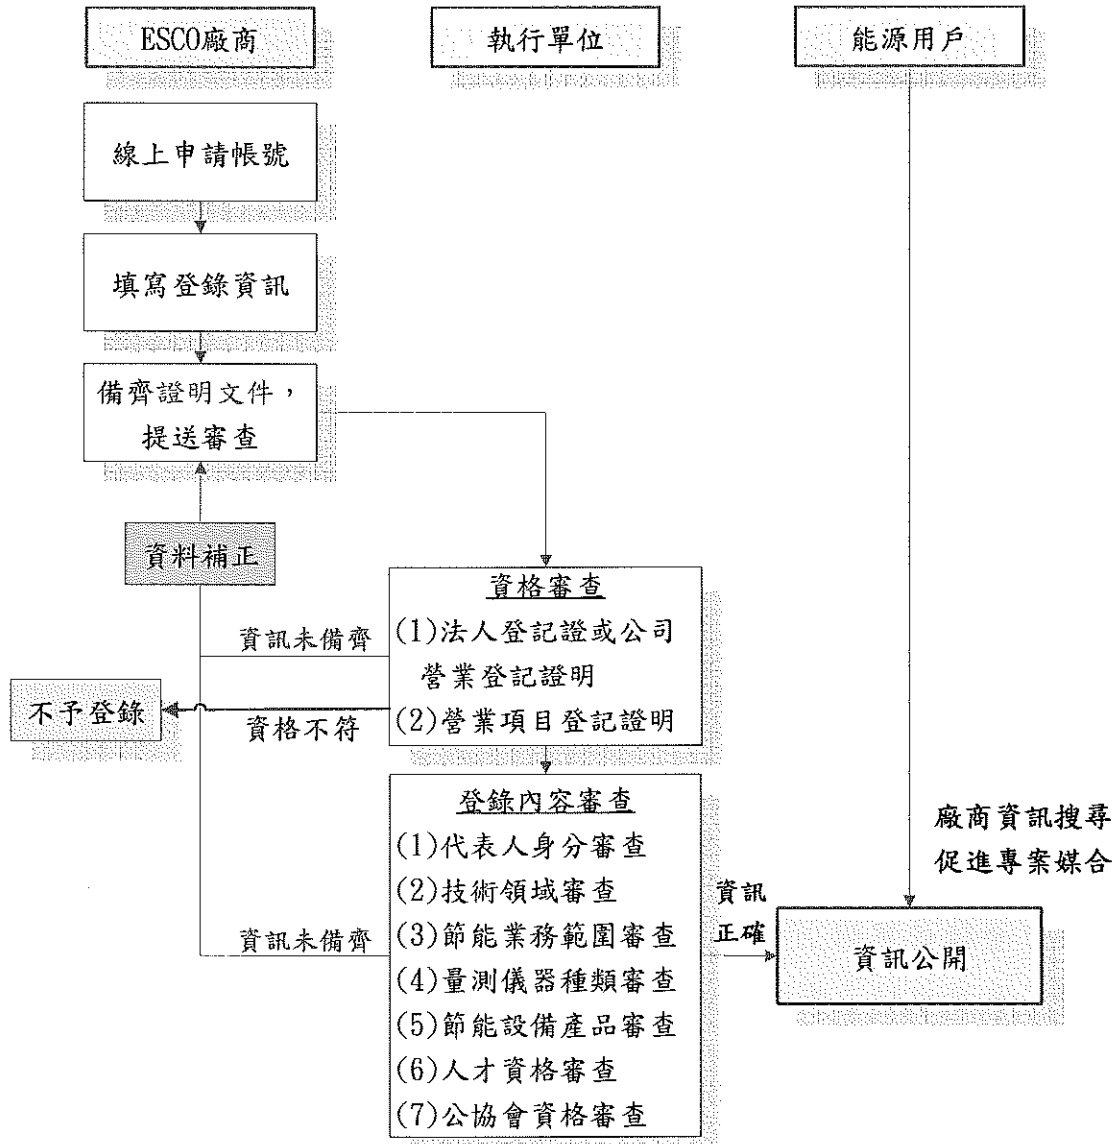 ESCO廠商
執行單位
能源用戶
線上申請帳號
填寫登錄資訊
備齊證明文件，
提送審查
資料補正
資格審查
(1)法人登記證或公司
營業登記證明
(2)營業項目登記證明
資訊未備齊
不予登錄
資格不符
登錄內容審查
(1)代表人身分審查
(2)技術領域審查
(3)節能業務範圍審查
(4)量測儀器種類審查
(5)節能設備產品審查
(6)人才資格審查
(7)公協會資格審查
資訊未備齊
資訊
正確
廠商資訊搜尋
促進專案媒合
資訊公開